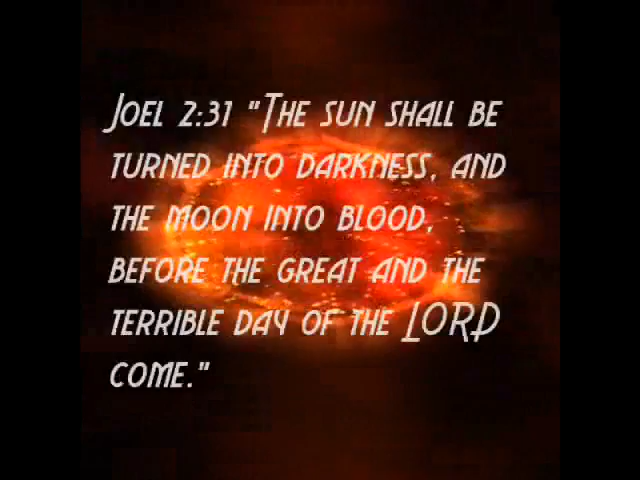 Joel 2:31 "The sun shall be
turned into darkness, and
the moon into blood,
before the great and the
terrible day of the LORD
come."